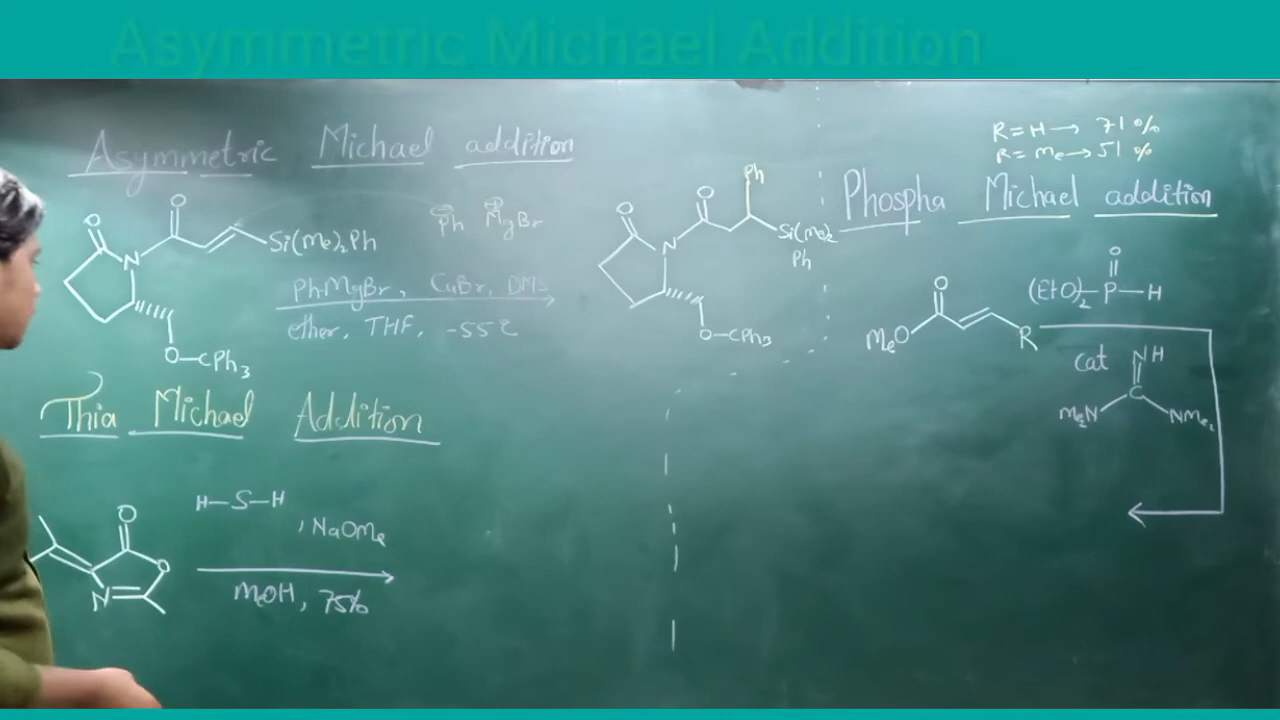 Asymmetric Michael Addition
Asymmetric Michael addition
O
O
N
Si(Me)₂Ph
O—CPh₃
⊖ ⊕
Ph MgBr
PhMgBr, CuBr, DMS
ether, THF, -55℃
O
O
N
Ph
Si(Me)₂
Ph
O—CPh₃
Thia Michael Addition
O
O
N
H—S—H
, NaOMe
MeOH, 75%
R = H → 71%
R = Me → 51%
Phospha Michael addition
O
MeO
R
O
(EtO)₂—P—H
cat
NH
C
Me₂N
NMe₂